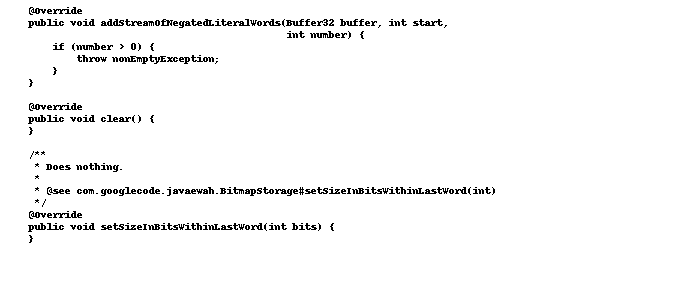 @Override
public void addStreamOfNegatedLiteralWords(Buffer32 buffer, int start,
int number) {
if (number > 0) {
throw nonEmptyException;
}
}
@Override
public void clear() {
}
/**
* Does nothing.
*
* @see com.googlecode.javaewah.BitmapStorage#setSizeInBitsWithinLastWord(int)
*/
@Override
public void setSizeInBitsWithinLastWord(int bits) {
}